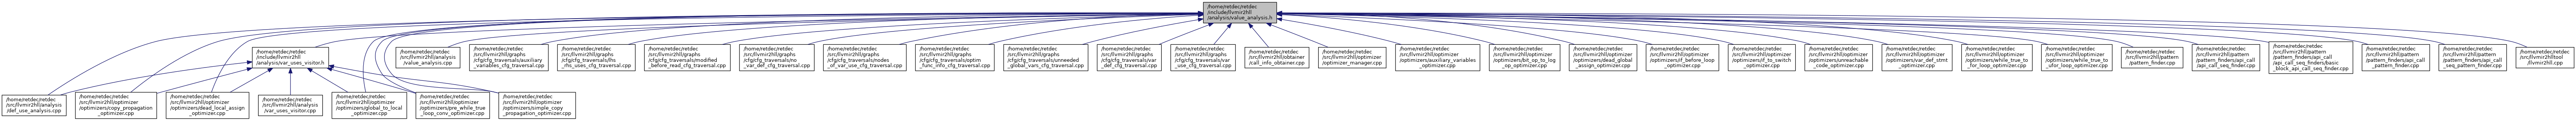 /home/retdec/retdec
/include/llvmir2hll
/analysis/value_analysis.h
/home/retdec/retdec
/include/llvmir2hll
/analysis/var_uses_visitor.h
/home/retdec/retdec
/src/llvmir2hll/analysis
/value_analysis.cpp
/home/retdec/retdec
/src/llvmir2hll/graphs
/cfg/cfg_traversals/auxiliary
_variables_cfg_traversal.cpp
/home/retdec/retdec
/src/llvmir2hll/graphs
/cfg/cfg_traversals/lhs
_rhs_uses_cfg_traversal.cpp
/home/retdec/retdec
/src/llvmir2hll/graphs
/cfg/cfg_traversals/modified
_before_read_cfg_traversal.cpp
/home/retdec/retdec
/src/llvmir2hll/graphs
/cfg/cfg_traversals/no
_var_def_cfg_traversal.cpp
/home/retdec/retdec
/src/llvmir2hll/graphs
/cfg/cfg_traversals/nodes
_of_var_use_cfg_traversal.cpp
/home/retdec/retdec
/src/llvmir2hll/graphs
/cfg/cfg_traversals/optim
_func_info_cfg_traversal.cpp
/home/retdec/retdec
/src/llvmir2hll/graphs
/cfg/cfg_traversals/unneeded
_global_vars_cfg_traversal.cpp
/home/retdec/retdec
/src/llvmir2hll/graphs
/cfg/cfg_traversals/var
_def_cfg_traversal.cpp
/home/retdec/retdec
/src/llvmir2hll/graphs
/cfg/cfg_traversals/var
_use_cfg_traversal.cpp
/home/retdec/retdec
/src/llvmir2hll/obtainer
/call_info_obtainer.cpp
/home/retdec/retdec
/src/llvmir2hll/optimizer
/optimizer_manager.cpp
/home/retdec/retdec
/src/llvmir2hll/optimizer
/optimizers/auxiliary_variables
_optimizer.cpp
/home/retdec/retdec
/src/llvmir2hll/optimizer
/optimizers/bit_op_to_log
_op_optimizer.cpp
/home/retdec/retdec
/src/llvmir2hll/optimizer
/optimizers/dead_global
_assign_optimizer.cpp
/home/retdec/retdec
/src/llvmir2hll/optimizer
/optimizers/if_before_loop
_optimizer.cpp
/home/retdec/retdec
/src/llvmir2hll/optimizer
/optimizers/if_to_switch
_optimizer.cpp
/home/retdec/retdec
/src/llvmir2hll/optimizer
/optimizers/unreachable
_code_optimizer.cpp
/home/retdec/retdec
/src/llvmir2hll/optimizer
/optimizers/var_def_stmt
_optimizer.cpp
/home/retdec/retdec
/src/llvmir2hll/optimizer
/optimizers/while_true_to
_for_loop_optimizer.cpp
/home/retdec/retdec
/src/llvmir2hll/optimizer
/optimizers/while_true_to
_ufor_loop_optimizer.cpp
/home/retdec/retdec
/src/llvmir2hll/pattern
/pattern_finder.cpp
/home/retdec/retdec
/src/llvmir2hll/pattern
/pattern_finders/api_call
/api_call_seq_finder.cpp
/home/retdec/retdec
/src/llvmir2hll/pattern
/pattern_finders/api_call
/api_call_seq_finders/basic
_block_api_call_seq_finder.cpp
/home/retdec/retdec
/src/llvmir2hll/pattern
/pattern_finders/api_call
_pattern_finder.cpp
/home/retdec/retdec
/src/llvmir2hll/pattern
/pattern_finders/api_call
_seq_pattern_finder.cpp
/home/retdec/retdec
/src/llvmir2hlltool
/llvmir2hll.cpp
/home/retdec/retdec
/src/llvmir2hll/analysis
/def_use_analysis.cpp
/home/retdec/retdec
/src/llvmir2hll/optimizer
/optimizers/copy_propagation
_optimizer.cpp
/home/retdec/retdec
/src/llvmir2hll/optimizer
/optimizers/dead_local_assign
_optimizer.cpp
/home/retdec/retdec
/src/llvmir2hll/analysis
/var_uses_visitor.cpp
/home/retdec/retdec
/src/llvmir2hll/optimizer
/optimizers/global_to_local
_optimizer.cpp
/home/retdec/retdec
/src/llvmir2hll/optimizer
/optimizers/pre_while_true
_loop_conv_optimizer.cpp
/home/retdec/retdec
/src/llvmir2hll/optimizer
/optimizers/simple_copy
_propagation_optimizer.cpp